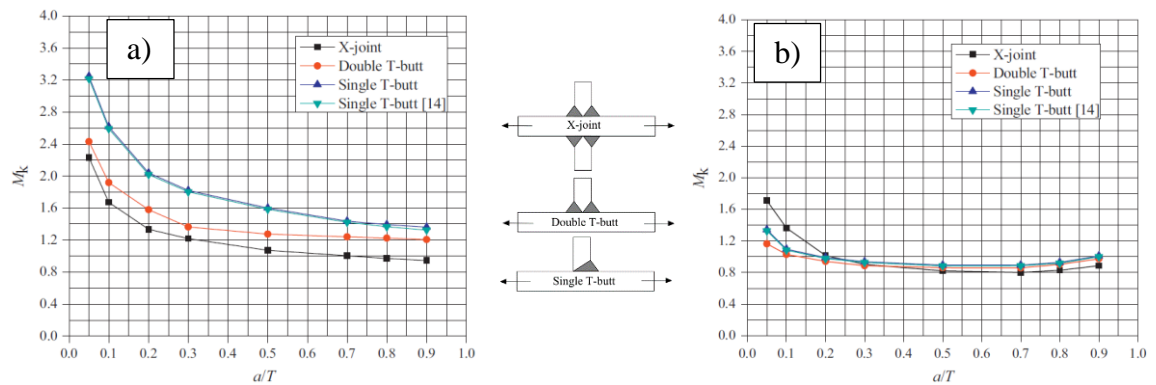 a)
4.0
3.6
3.2
2.8
2.4
2.0
1.6
1.2
0.8
0.4
0.0
Mk
X-joint
Double T-butt
Single T-butt
Single T-butt [14]
0.0 0.1 0.2 0.3 0.4 0.5 0.6 0.7 0.8 0.9 1.0
a/T
X-joint
Double T-butt
Single T-butt
b)
4.0
3.6
3.2
2.8
2.4
2.0
1.6
1.2
0.8
0.4
0.0
Mk
X-joint
Double T-butt
Single T-butt
Single T-butt [14]
0.0 0.1 0.2 0.3 0.4 0.5 0.6 0.7 0.8 0.9 1.0
a/T